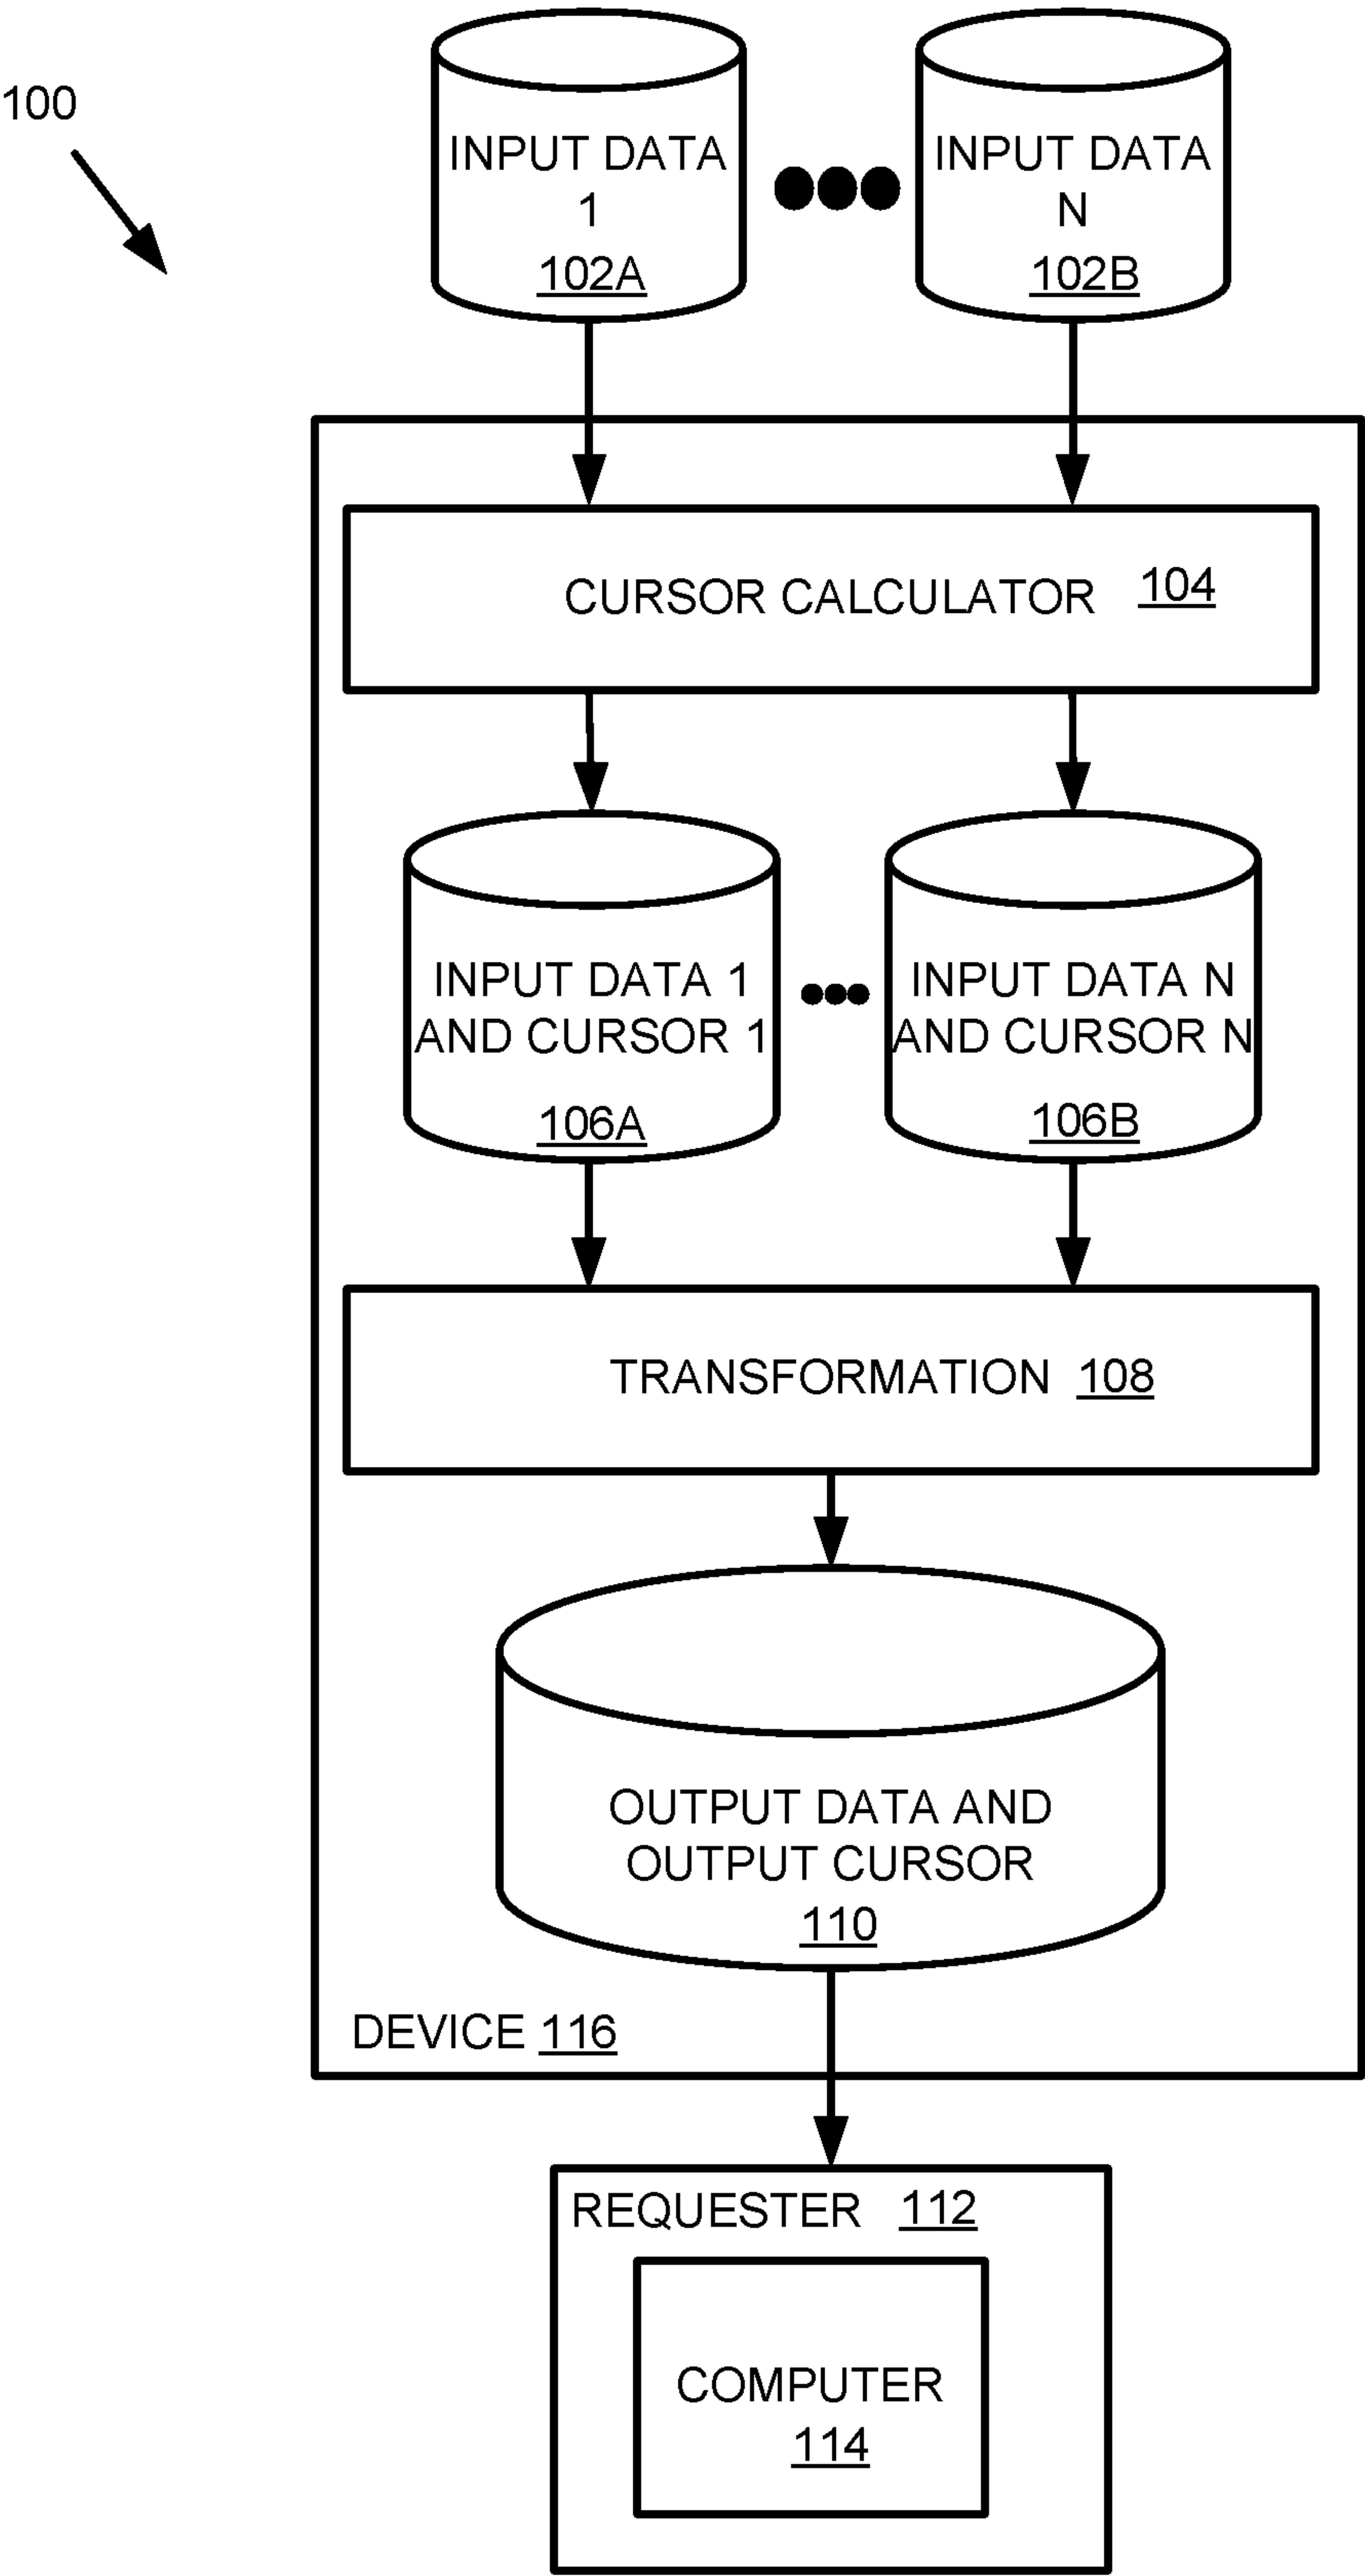 100
INPUT DATA
1
102A
INPUT DATA
N
102B
CURSOR CALCULATOR 104
INPUT DATA 1
AND CURSOR 1
106A
INPUT DATA N
AND CURSOR N
106B
TRANSFORMATION 108
OUTPUT DATA AND
OUTPUT CURSOR
110
DEVICE 116
REQUESTER 112
COMPUTER
114